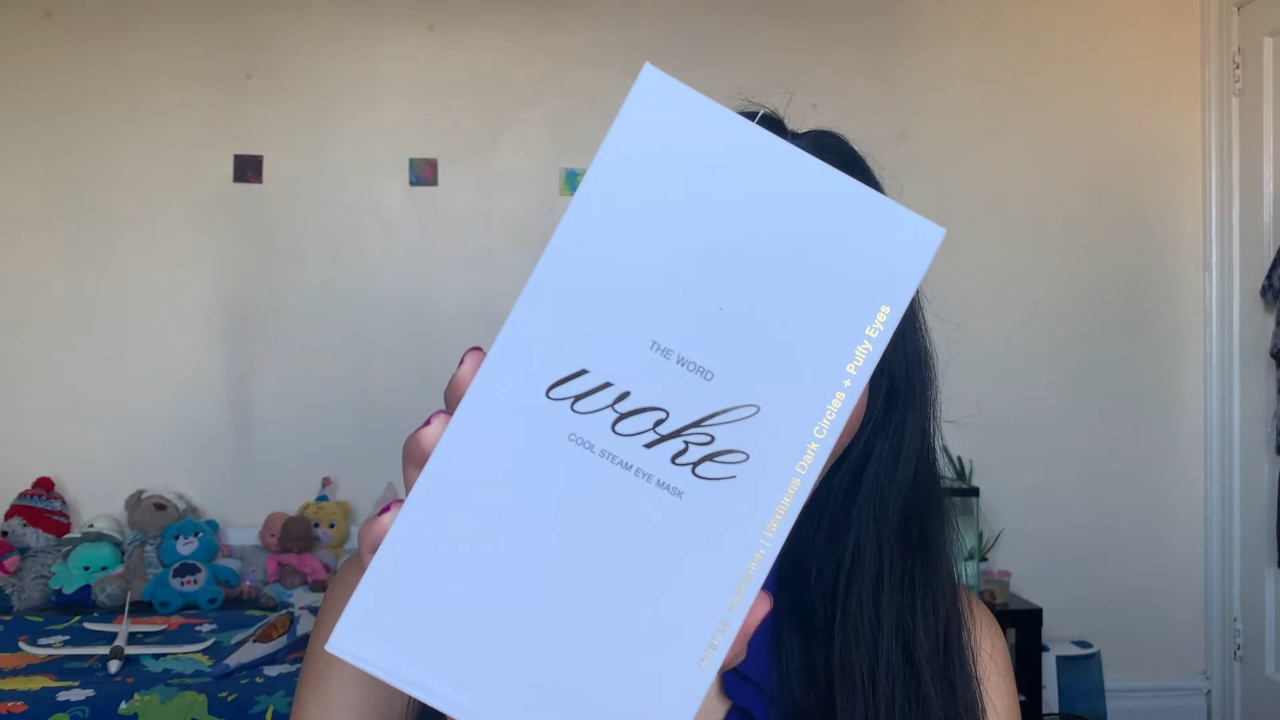 THE WORD
woke
COOL STEAM EYE MASK
| Reduces Dark Circles + Puffy Eyes